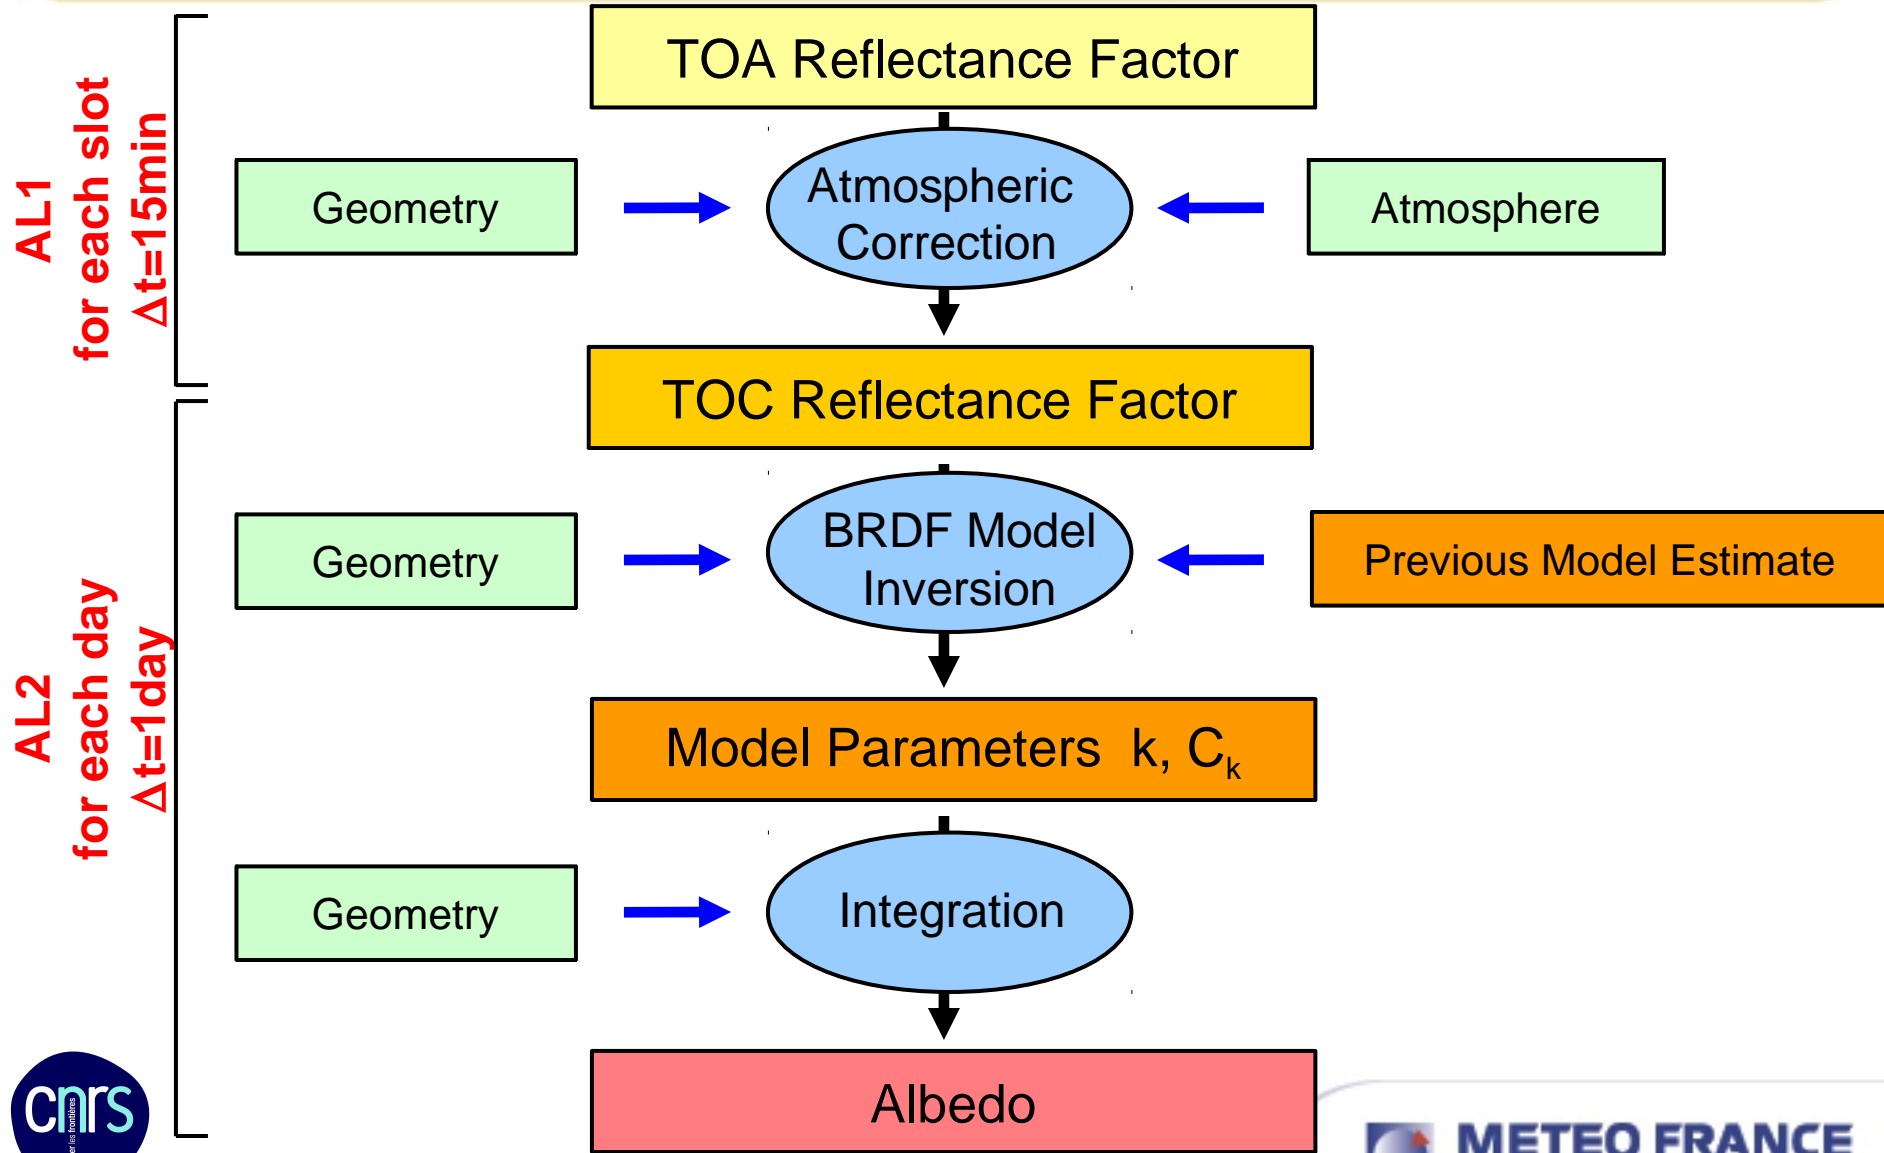 TOA Reflectance Factor
AL1
for each slot
Δt=15min
Geometry
Atmospheric
Correction
Atmosphere
TOC Reflectance Factor
AL2
for each day
Δt=1day
Geometry
BRDF Model
Inversion
Previous Model Estimate
Model Parameters k, Ck
Geometry
Integration
Albedo
cnrs
les frontières
METEO FRANCE